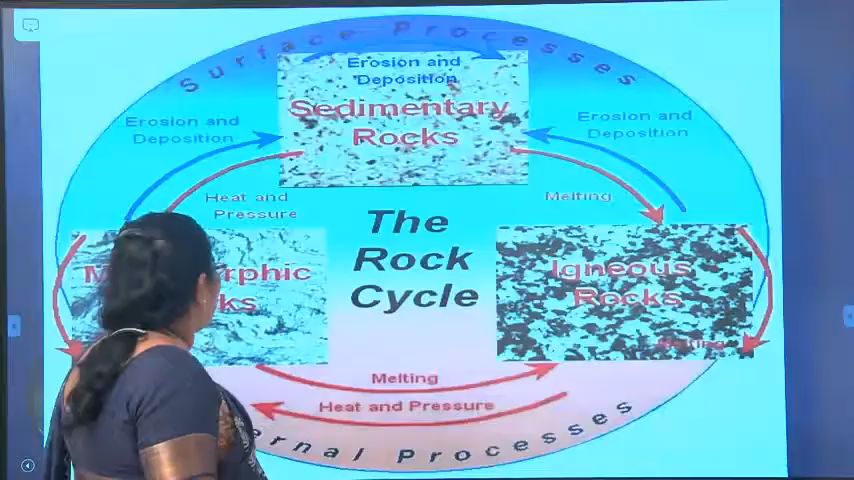 Surface Processes
Erosion and
Deposition
Sedimentary
Rocks
Erosion and
Deposition
Erosion and
Deposition
Heat and
Pressure
Melting
The
Rock
Cycle
Igneous
Rocks
Melting
Melting
Heat and Pressure
Processes